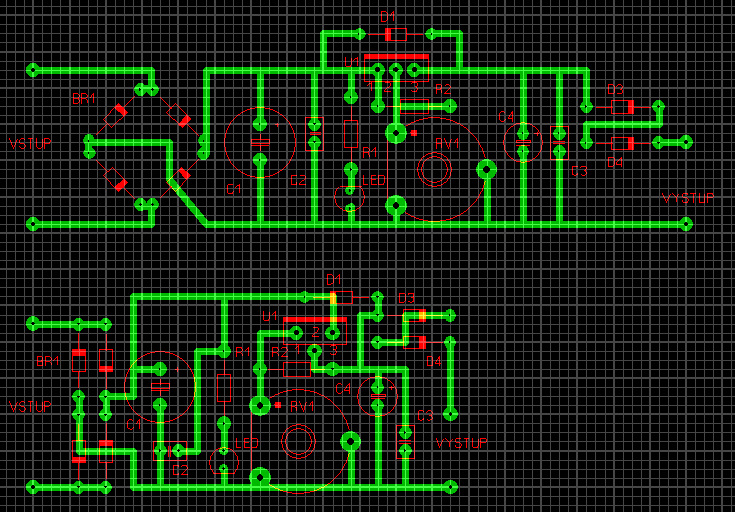 D1
U1
1 2 3
R2
D3
BR1
C4
VSTUP
R1
RV1
D4
C3
C1
C2
LED
VYSTUP
D1
D3
U1
2
1 3
BR1
R1
R2
D4
C4
VSTUP
C1
RV1
C3
LED
VYSTUP
C2